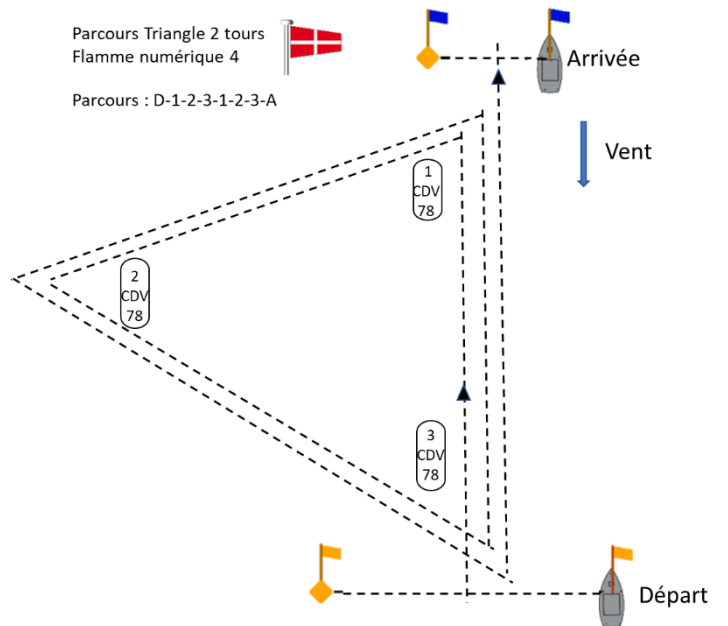 Parcours Triangle 2 tours
Flamme numérique 4
Parcours : D-1-2-3-1-2-3-A
Arrivée
Vent
1
CDV
78
2
CDV
78
3
CDV
78
Départ